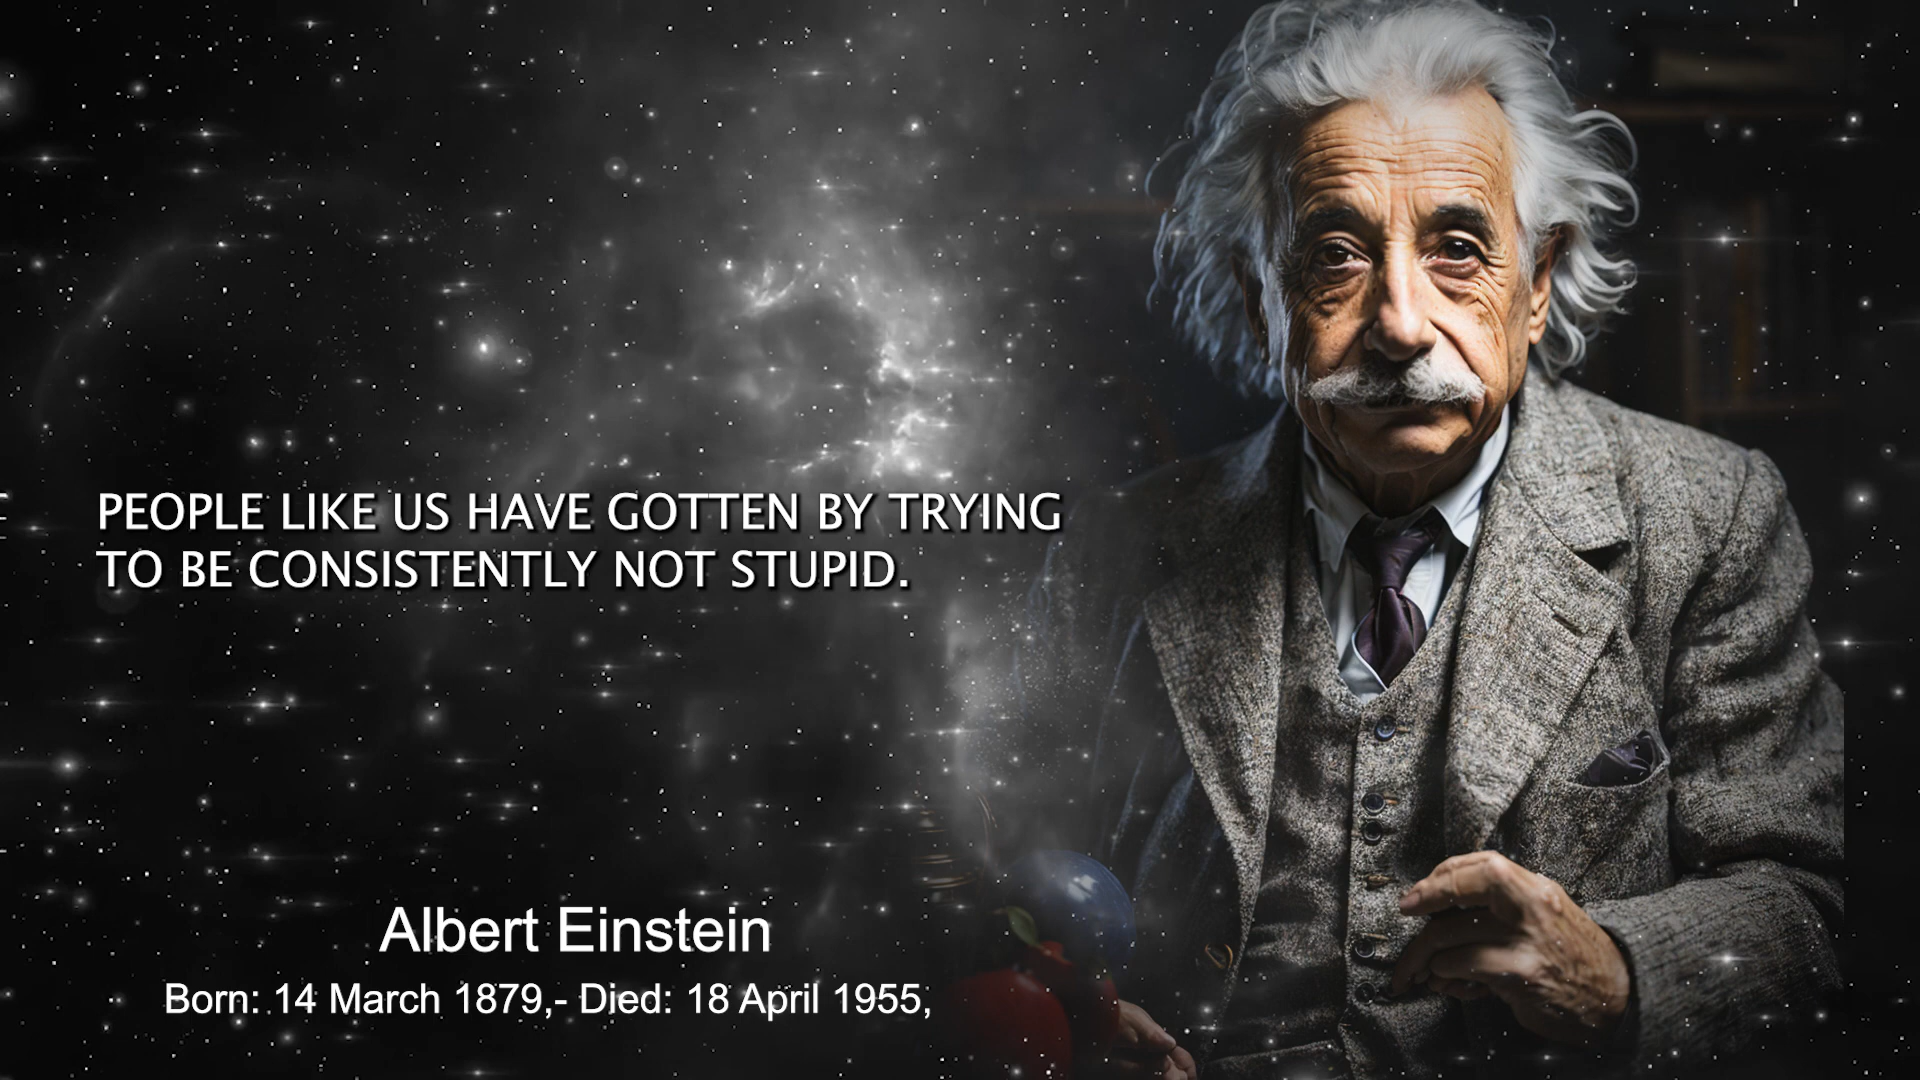 PEOPLE LIKE US HAVE GOTTEN BY TRYING
TO BE CONSISTENTLY NOT STUPID.
Albert Einstein
Born: 14 March 1879,- Died: 18 April 1955,